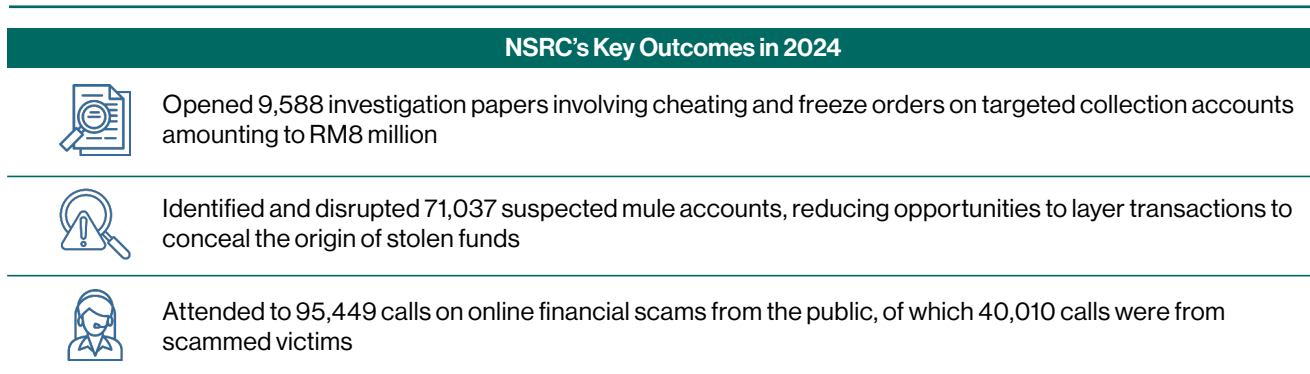 NSRC's Key Outcomes in 2024
Opened 9,588 investigation papers involving cheating and freeze orders on targeted collection accounts
amounting to RM8 million
Identified and disrupted 71,037 suspected mule accounts, reducing opportunities to layer transactions to
conceal the origin of stolen funds
Attended to 95,449 calls on online financial scams from the public, of which 40,010 calls were from
scammed victims